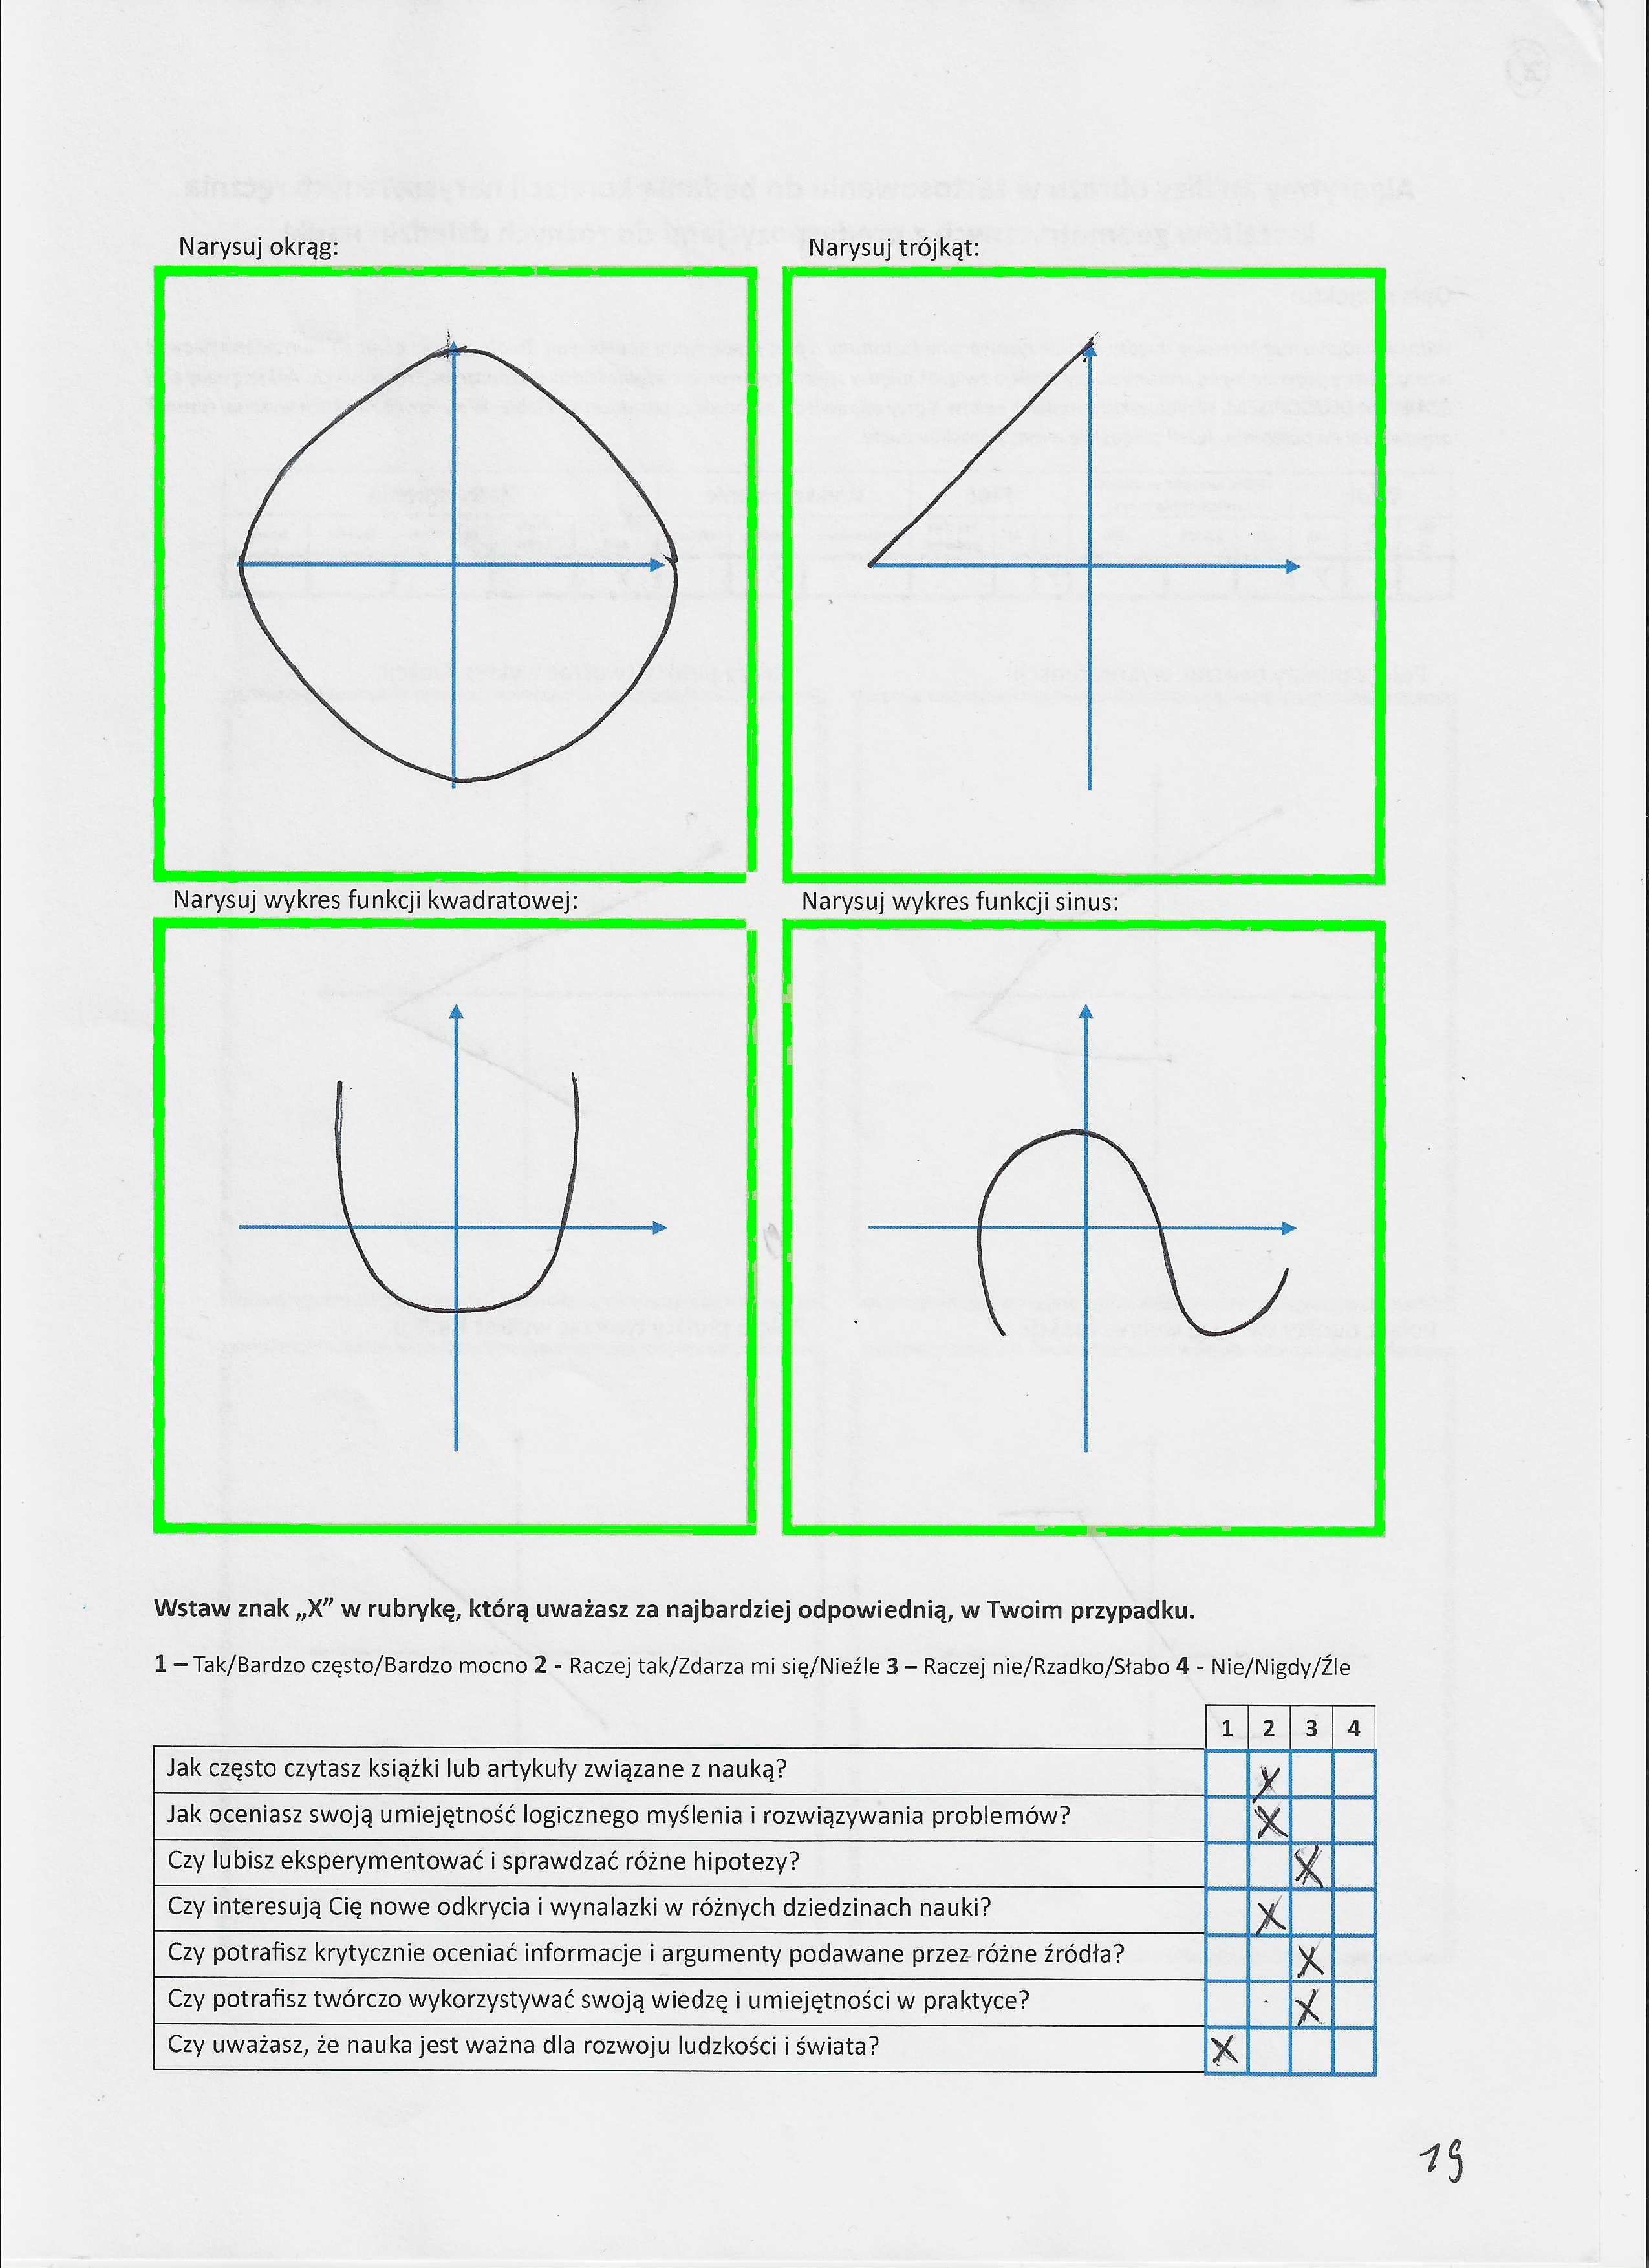 Narysuj okrąg: Narysuj trójkąt:
Narysuj wykres funkcji kwadratowej: Narysuj wykres funkcji sinus:
Wstaw znak „X” w rubrykę, którą uważasz za najbardziej odpowiednią, w Twoim przypadku.
1 – Tak/Bardzo często/Bardzo mocno 2 - Raczej tak/Zdarza mi się/Nieźle 3 – Raczej nie/Rzadko/Słabo 4 - Nie/Nigdy/Źle
1 2 3 4
Jak często czytasz książki lub artykuły związane z nauką? X
Jak oceniasz swoją umiejętność logicznego myślenia i rozwiązywania problemów? X
Czy lubisz eksperymentować i sprawdzać różne hipotezy? X
Czy interesują Cię nowe odkrycia i wynalazki w różnych dziedzinach nauki? X
Czy potrafisz krytycznie oceniać informacje i argumenty podawane przez różne źródła? X
Czy potrafisz twórczo wykorzystywać swoją wiedzę i umiejętności w praktyce? X
Czy uważasz, że nauka jest ważna dla rozwoju ludzkości i świata? X
19